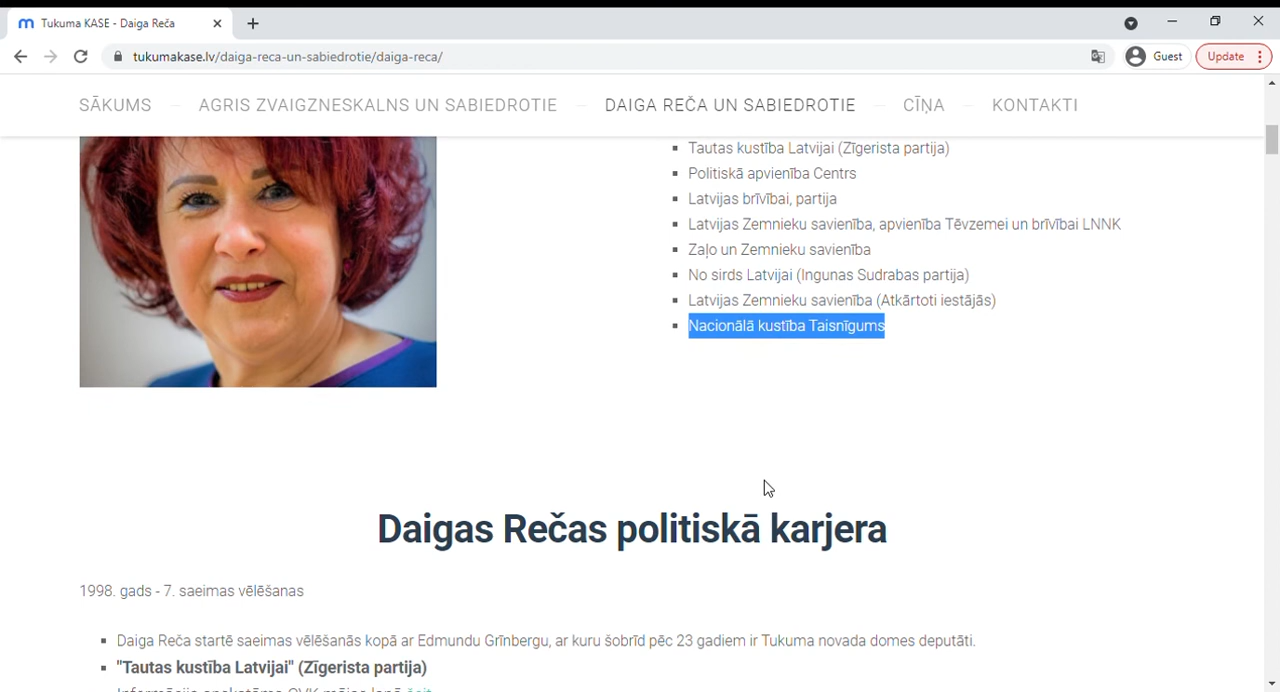 Tukuma KASE - Daiga Reča
tukumakase.lv/daiga-reca-un-sabiedrotie/daiga-reca/
Guest
Update
SĀKUMS — AGRIS ZVAIGZNESKALNS UN SABIEDROTIE — DAIGA REČA UN SABIEDROTIE — CĪŅA — KONTAKTI
Tautas kustība Latvijai (Zīgerista partija)
Politiskā apvienība Centrs
Latvijas brīvībai, partija
Latvijas Zemnieku savienība, apvienība Tēvzemei un brīvībai LNNK
Zaļo un Zemnieku savienība
No sirds Latvijai (Ingunas Sudrabas partija)
Latvijas Zemnieku savienība (Atkārtoti iestājās)
Nacionālā kustība Taisnīgums
Daigas Rečas politiskā karjera
1998. gads - 7. saeimas vēlēšanas
Daiga Reča startē saeimas vēlēšanās kopā ar Edmundu Grīnbergu, ar kuru šobrīd pēc 23 gadiem ir Tukuma novada domes deputāti.
"Tautas kustība Latvijai" (Zīgerista partija)